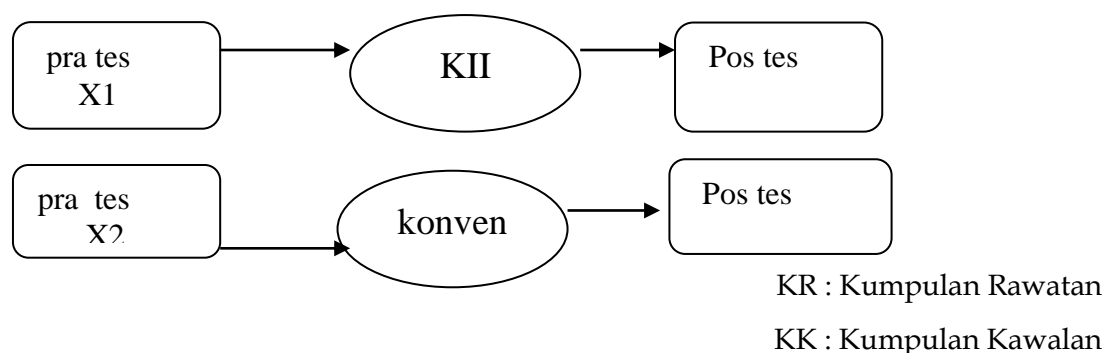 pra tes
X1
KII
Pos tes
pra tes
X2
konven
Pos tes
KR : Kumpulan Rawatan
KK : Kumpulan Kawalan